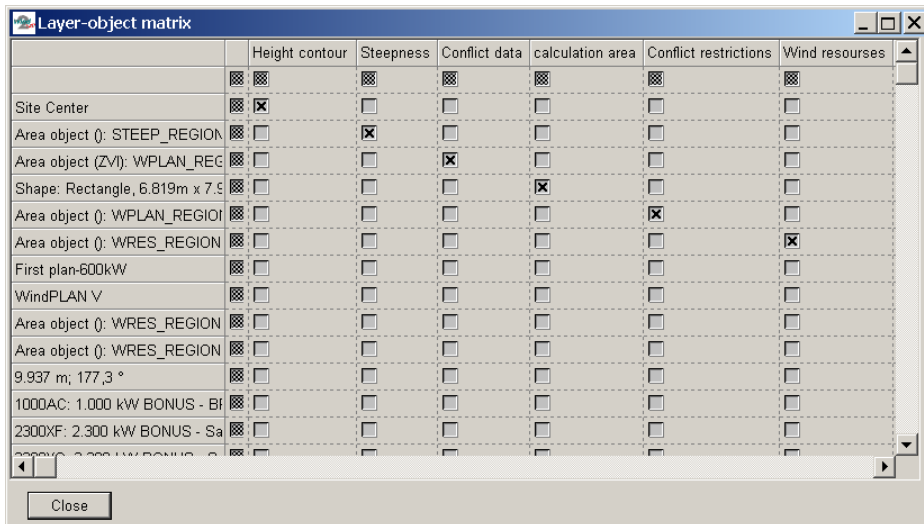 Layer-object matrix
Height contour Steepness Conflict data calculation area Conflict restrictions Wind resourses
Site Center
Area object (): STEEP_REGION
Area object (ZVI): WPLAN_REG
Shape: Rectangle, 6.819m x 7.9
Area object (): WPLAN_REGION
Area object (): WRES_REGION
First plan-600kW
WindPLAN V
Area object (): WRES_REGION
Area object (): WRES_REGION
9.937 m; 177,3 °
1000AC: 1.000 kW BONUS - BF
2300XF: 2.300 kW BONUS - Sa
Close